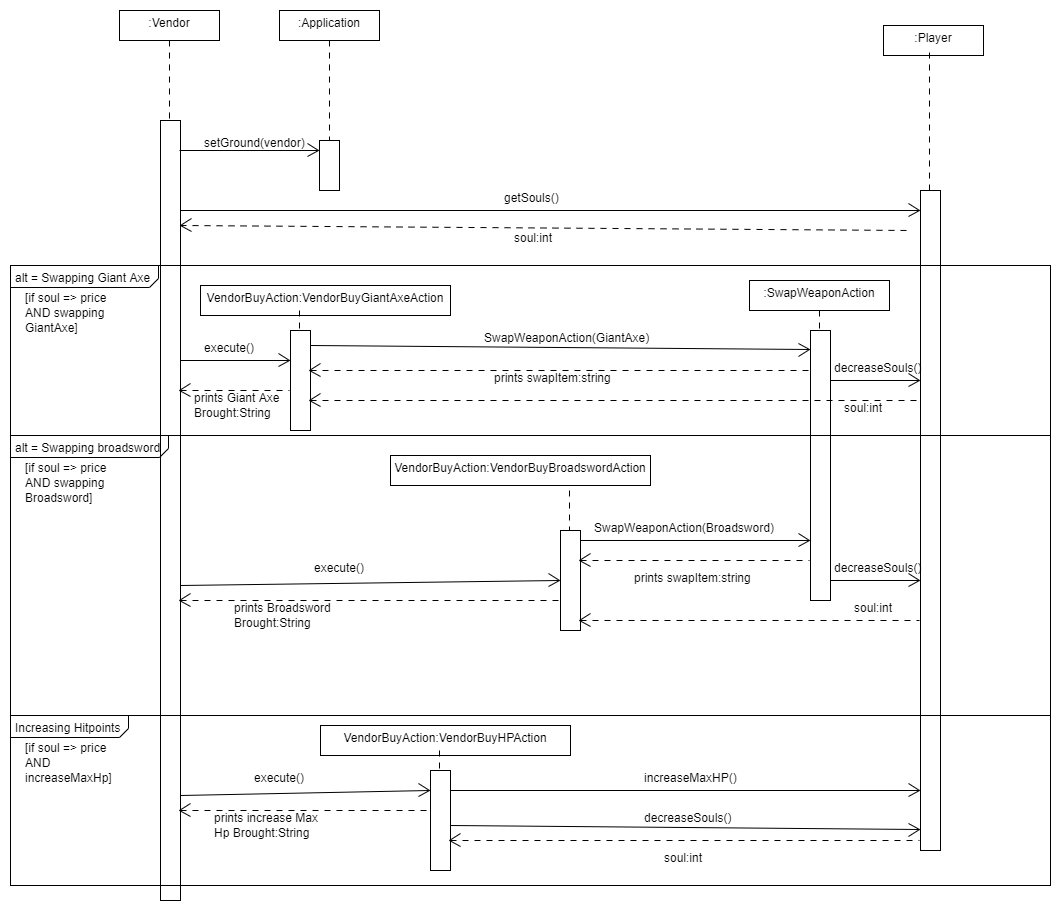 :Vendor
:Application
:Player
setGround(vendor)
getSouls()
soul:int
alt = Swapping Giant Axe
[if soul => price
AND swapping
GiantAxe]
VendorBuyAction:VendorBuyGiantAxeAction
:SwapWeaponAction
execute()
SwapWeaponAction(GiantAxe)
decreaseSouls()
prints swapItem:string
prints Giant Axe
Brought:String
soul:int
alt = Swapping broadsword
[if soul => price
AND swapping
Broadsword]
VendorBuyAction:VendorBuyBroadswordAction
SwapWeaponAction(Broadsword)
execute()
prints swapItem:string
decreaseSouls()
prints Broadsword
Brought:String
soul:int
Increasing Hitpoints
[if soul => price
AND
increaseMaxHp]
VendorBuyAction:VendorBuyHPAction
execute()
increaseMaxHP()
prints increase Max
Hp Brought:String
decreaseSouls()
soul:int